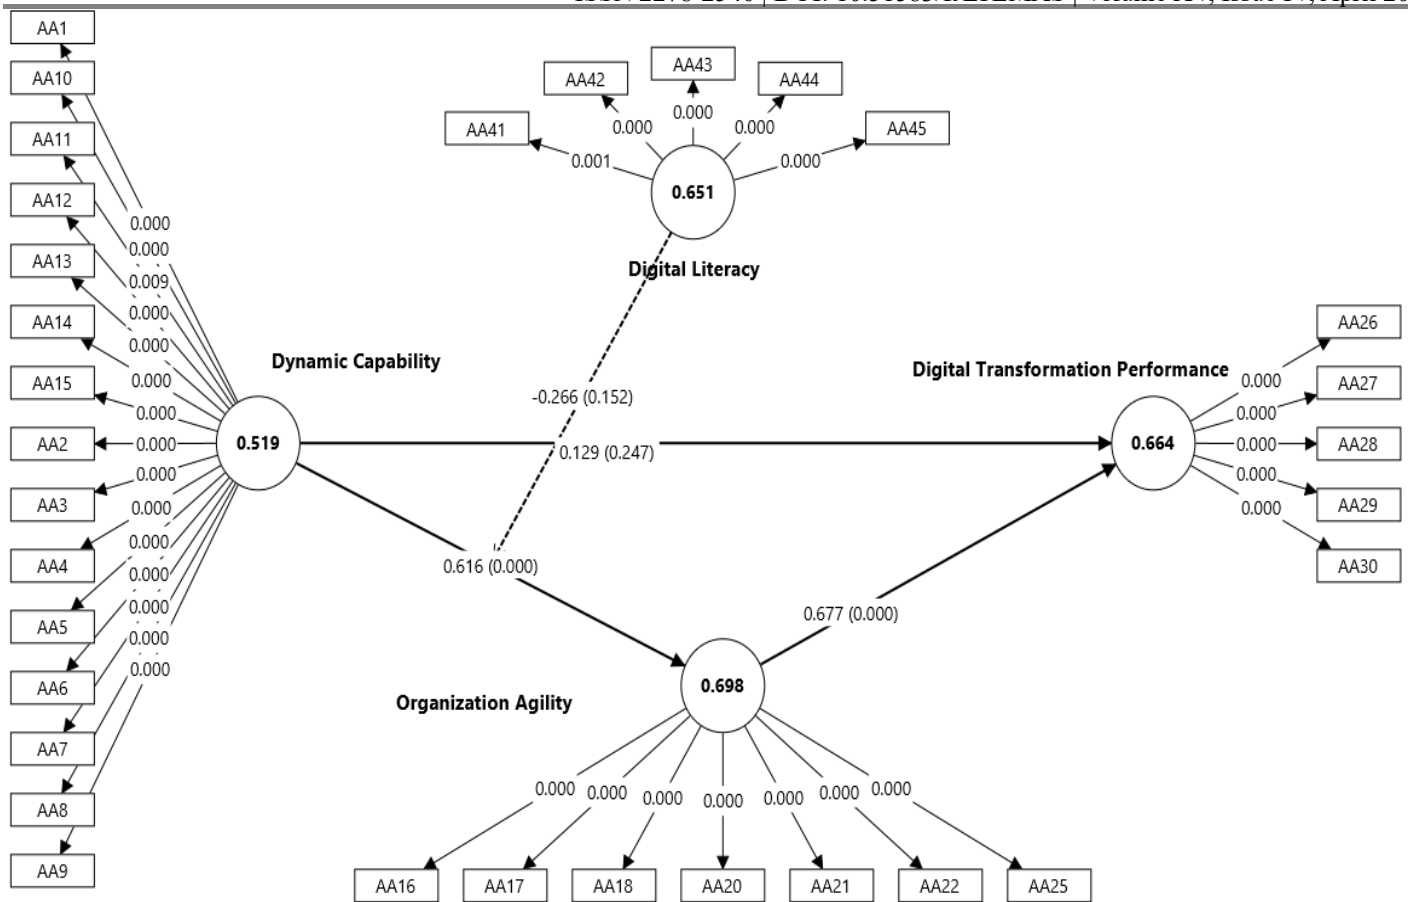 AA1
AA10
AA11
AA12
AA13
AA14
AA15
AA2
AA3
AA4
AA5
AA6
AA7
AA8
AA9
0.000
0.000
0.009
0.000
0.000
0.000
0.000
0.000
0.000
0.000
0.000
0.000
0.000
0.000
0.000
Dynamic Capability
0.519
AA41
AA42
AA43
AA44
AA45
0.001
0.000
0.000
0.000
0.000
0.651
Digital Literacy
-0.266 (0.152)
0.129 (0.247)
0.616 (0.000)
0.677 (0.000)
Digital Transformation Performance
0.664
0.000
0.000
0.000
0.000
0.000
AA26
AA27
AA28
AA29
AA30
0.698
Organization Agility
0.000
0.000
0.000
0.000
0.000
0.000
0.000
AA16
AA17
AA18
AA20
AA21
AA22
AA25